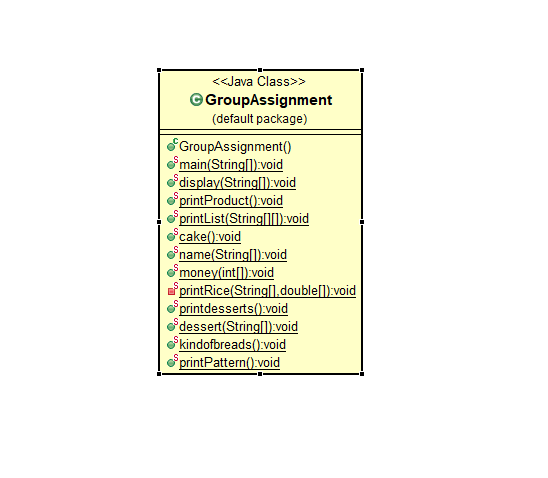 <<Java Class>>
GroupAssignment
(default package)
GroupAssignment()
main(String[]):void
display(String[]):void
printProduct():void
printList(String[][]):void
cake():void
name(String[]):void
money(int[]):void
printRice(String[],double[]):void
printdesserts():void
dessert(String[]):void
kindofbreads():void
printPattern():void